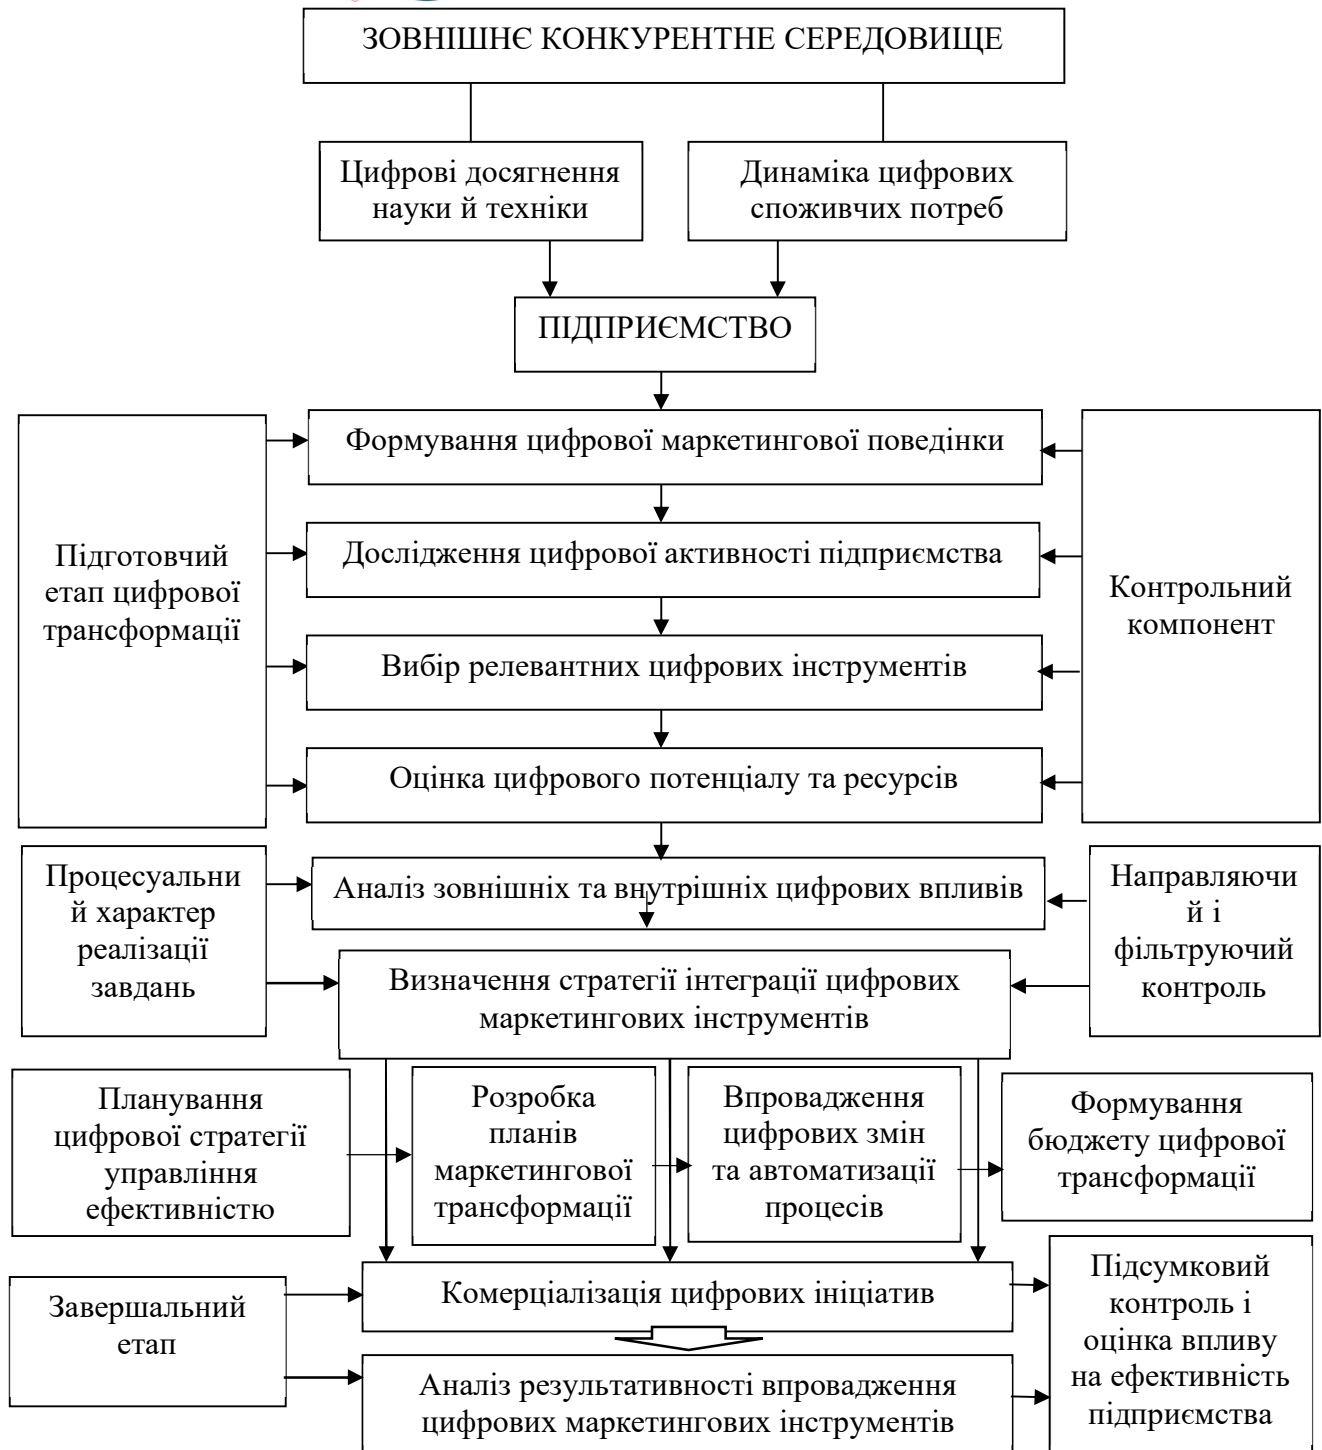 ЗОВНІШНЄ КОНКУРЕНТНЕ СЕРЕДОВИЩЕ
Цифрові досягнення
науки й техніки
Динаміка цифрових
споживчих потреб
ПІДПРИЄМСТВО
Підготовчий
етап цифрової
трансформації
Формування цифрової маркетингової поведінки
Дослідження цифрової активності підприємства
Вибір релевантних цифрових інструментів
Оцінка цифрового потенціалу та ресурсів
Контрольний
компонент
Процесуальни
й характер
реалізації
завдань
Аналіз зовнішніх та внутрішніх цифрових впливів
Визначення стратегії інтеграції цифрових
маркетингових інструментів
Направляючи
й і
фільтруючий
контроль
Планування
цифрової стратегії
управління
ефективністю
Розробка
планів
маркетингової
трансформації
Впровадження
цифрових змін
та автоматизації
процесів
Формування
бюджету цифрової
трансформації
Завершальний
етап
Комерціалізація цифрових ініціатив
Аналіз результативності впровадження
цифрових маркетингових інструментів
Підсумковий
контроль і
оцінка впливу
на ефективність
підприємства